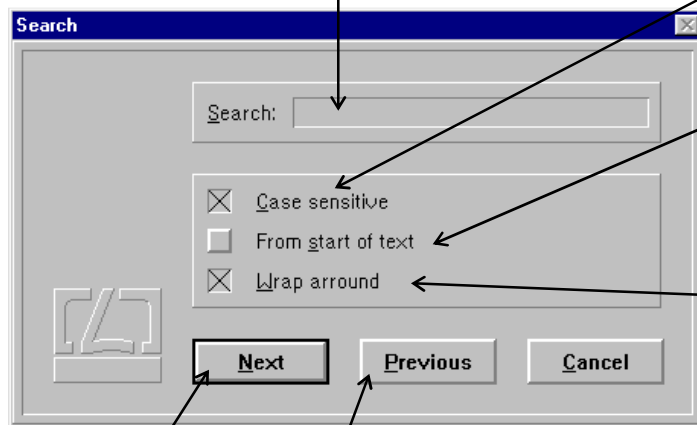 Search
Search:
Case sensitive
From start of text
Wrap arround
Next Previous Cancel